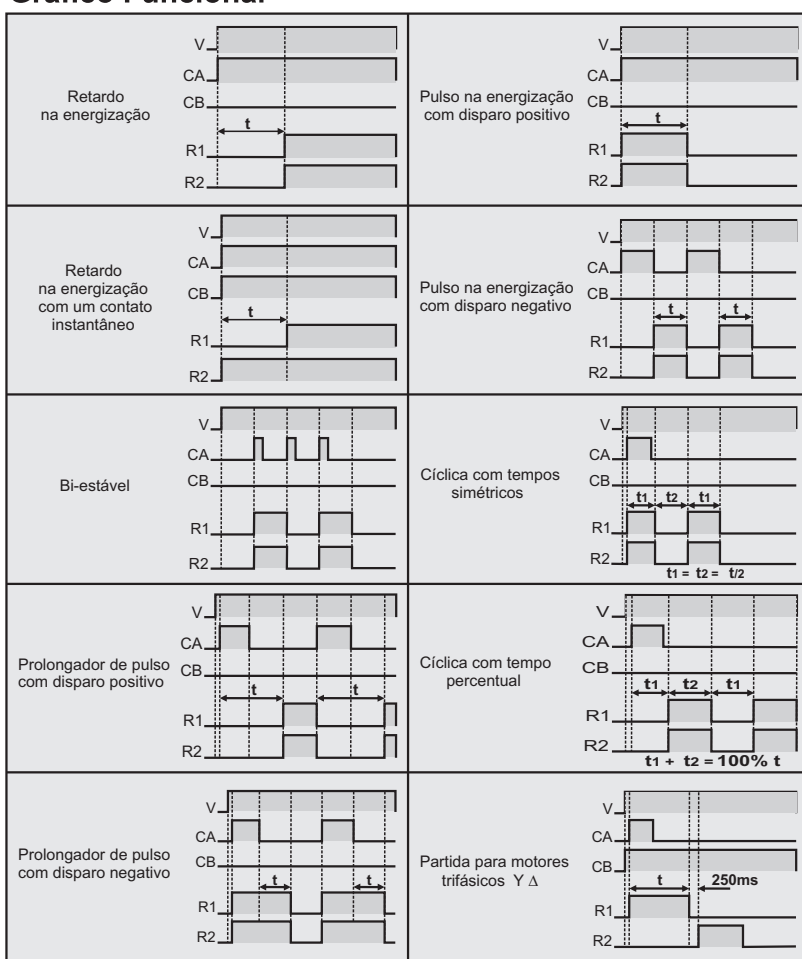 Gráfico Funcional
Retardo
na energização
V
CA
CB
t
R1
R2
Pulso na energização
com disparo positivo
V
CA
CB
t
R1
R2
Retardo
na energização
com um contato
instantâneo
V
CA
CB
t
R1
R2
Pulso na energização
com disparo negativo
V
CA
CB
t t
R1
R2
Bi-estável
V
CA
CB
R1
R2
Cíclica com tempos
simétricos
V
CA
CB
t1 t2 t1
R1
R2
t1 = t2 = t/2
Prolongador de pulso
com disparo positivo
V
CA
CB
t t
R1
R2
Cíclica com tempo
percentual
V
CA
CB
t1 t2 t1
R1
R2
t1 + t2 = 100% t
Prolongador de pulso
com disparo negativo
V
CA
CB
t t
R1
R2
Partida para motores
trifásicos Y Δ
V
CA
CB
t 250ms
R1
R2